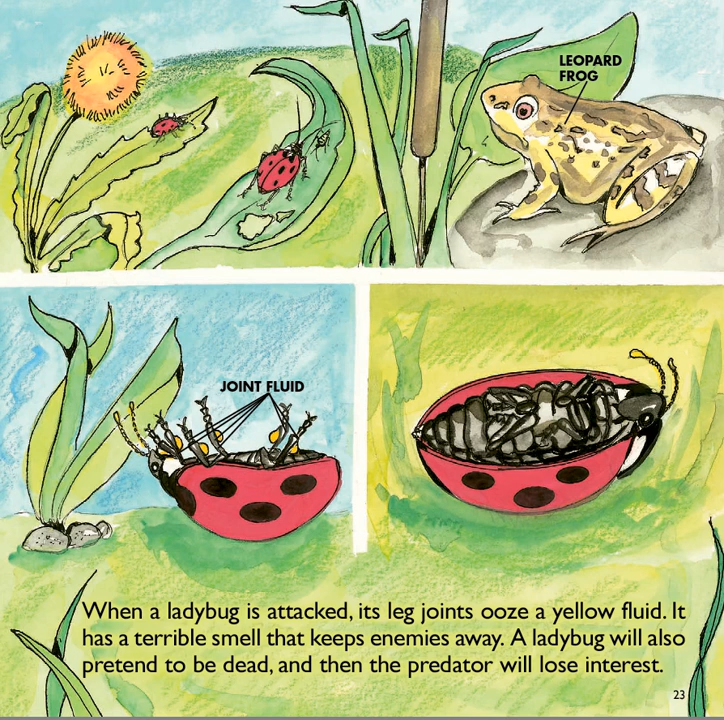 LEOPARD
FROG
JOINT FLUID
When a ladybug is attacked, its leg joints ooze a yellow fluid. It
has a terrible smell that keeps enemies away. A ladybug will also
pretend to be dead, and then the predator will lose interest.
23